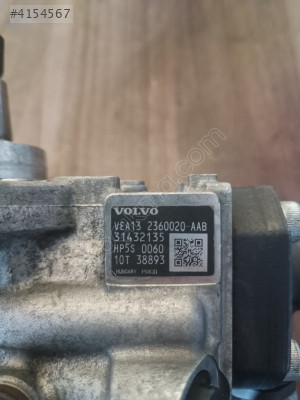 #4154567
VOLVO
VEA13 2360020-AAB
31432135
HP5S 0060
10T 38893
HUNGARY